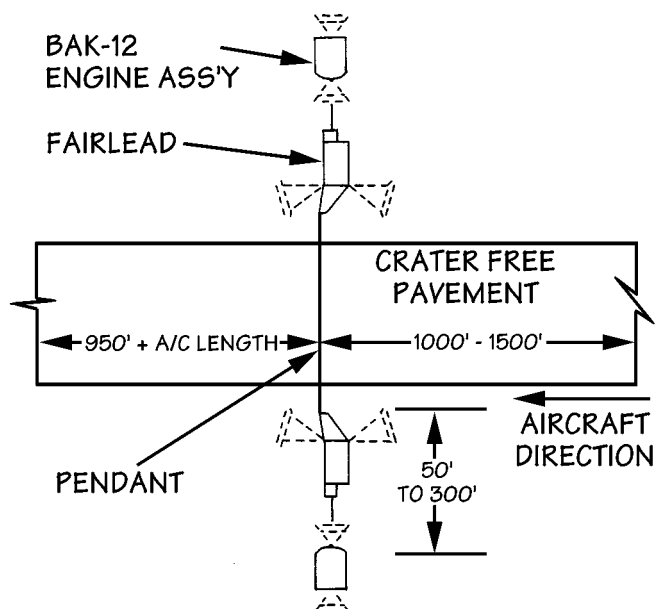 BAK-12
ENGINE ASS'Y
FAIRLEAD
CRATER FREE
PAVEMENT
950' + A/C LENGTH
1000' - 1500'
AIRCRAFT
DIRECTION
PENDANT
50'
TO 300'